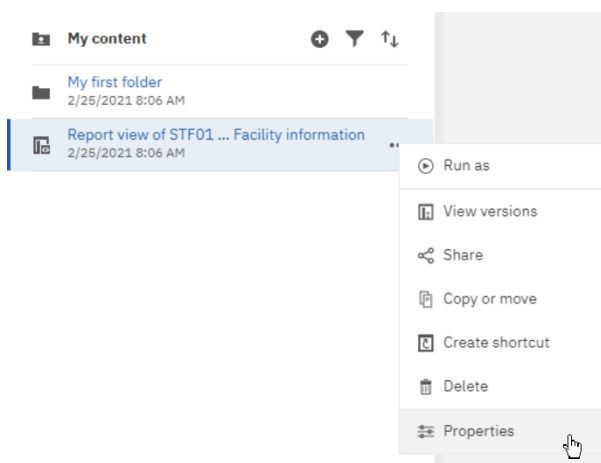 My content
My first folder
2/25/2021 8:06 AM
Report view of STF01 ... Facility information
2/25/2021 8:06 AM
Run as
View versions
Share
Copy or move
Create shortcut
Delete
Properties